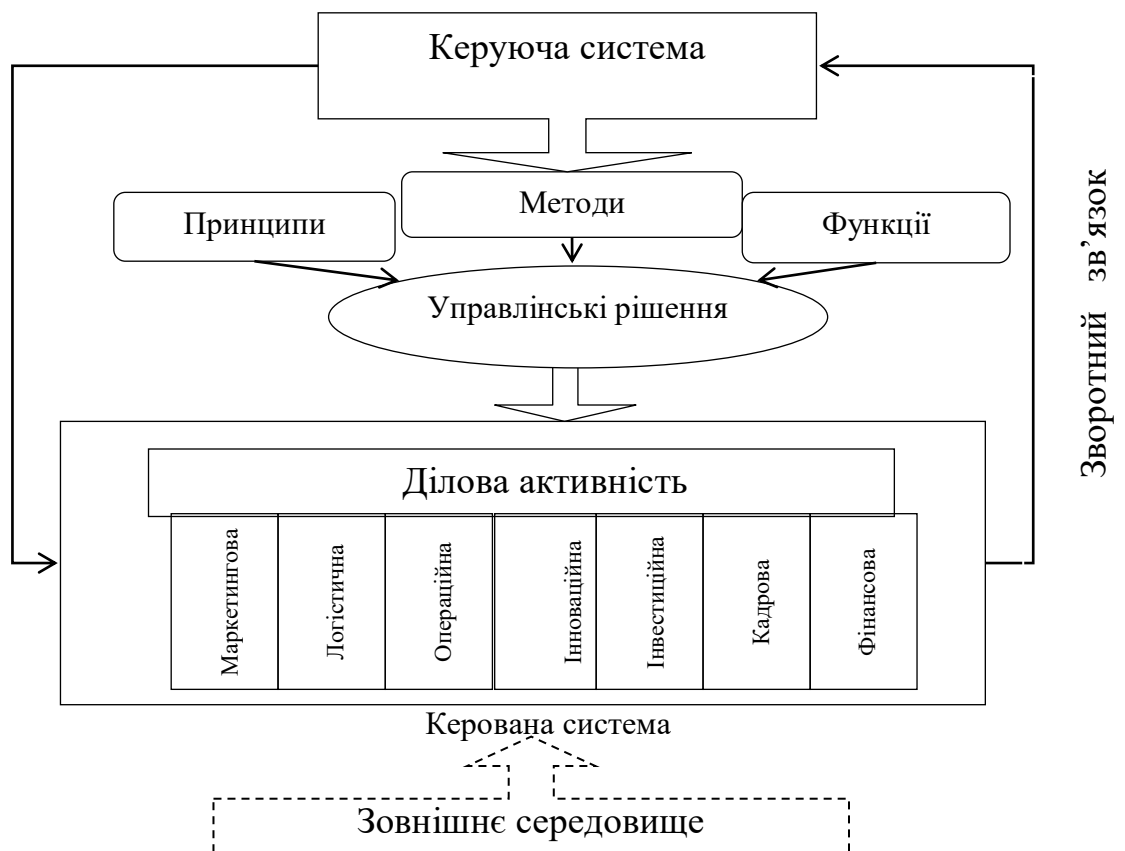 Керуюча система
Методи
Принципи
Функції
Управлінські рішення
Зворотний зв’язок
Ділова активність
Маркетингова
Логістична
Операційна
Інноваційна
Інвестиційна
Кадрова
Фінансова
Керована система
Зовнішнє середовище